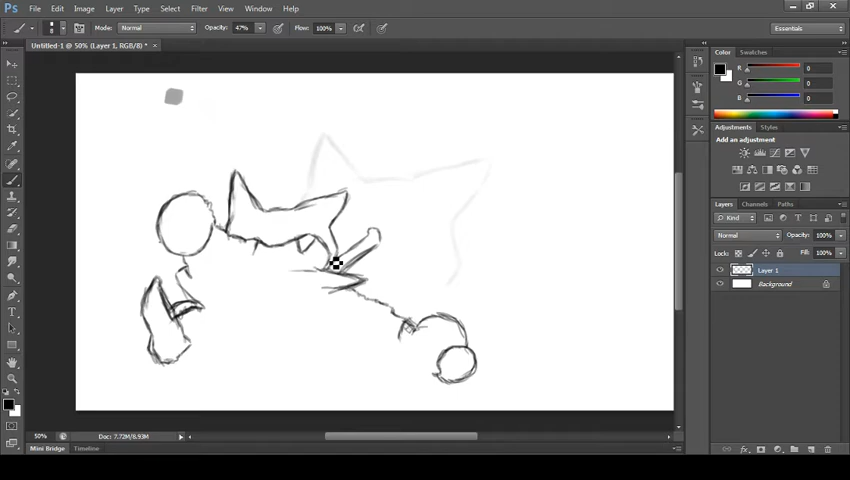 Ps File Edit Image Layer Type Select Filter View Window Help
8 Mode: Normal Opacity: 47% Flow: 100% Essentials
Untitled-1 @ 50% (Layer 1, RGB/8) * ×
Color Swatches
R 0
G 0
B 0
Adjustments Styles
Add an adjustment
Layers Channels Paths
Kind
Normal Opacity: 100%
Lock: Fill: 100%
Layer 1
Background
50% Doc: 7.72M/8.93M
Mini Bridge Timeline